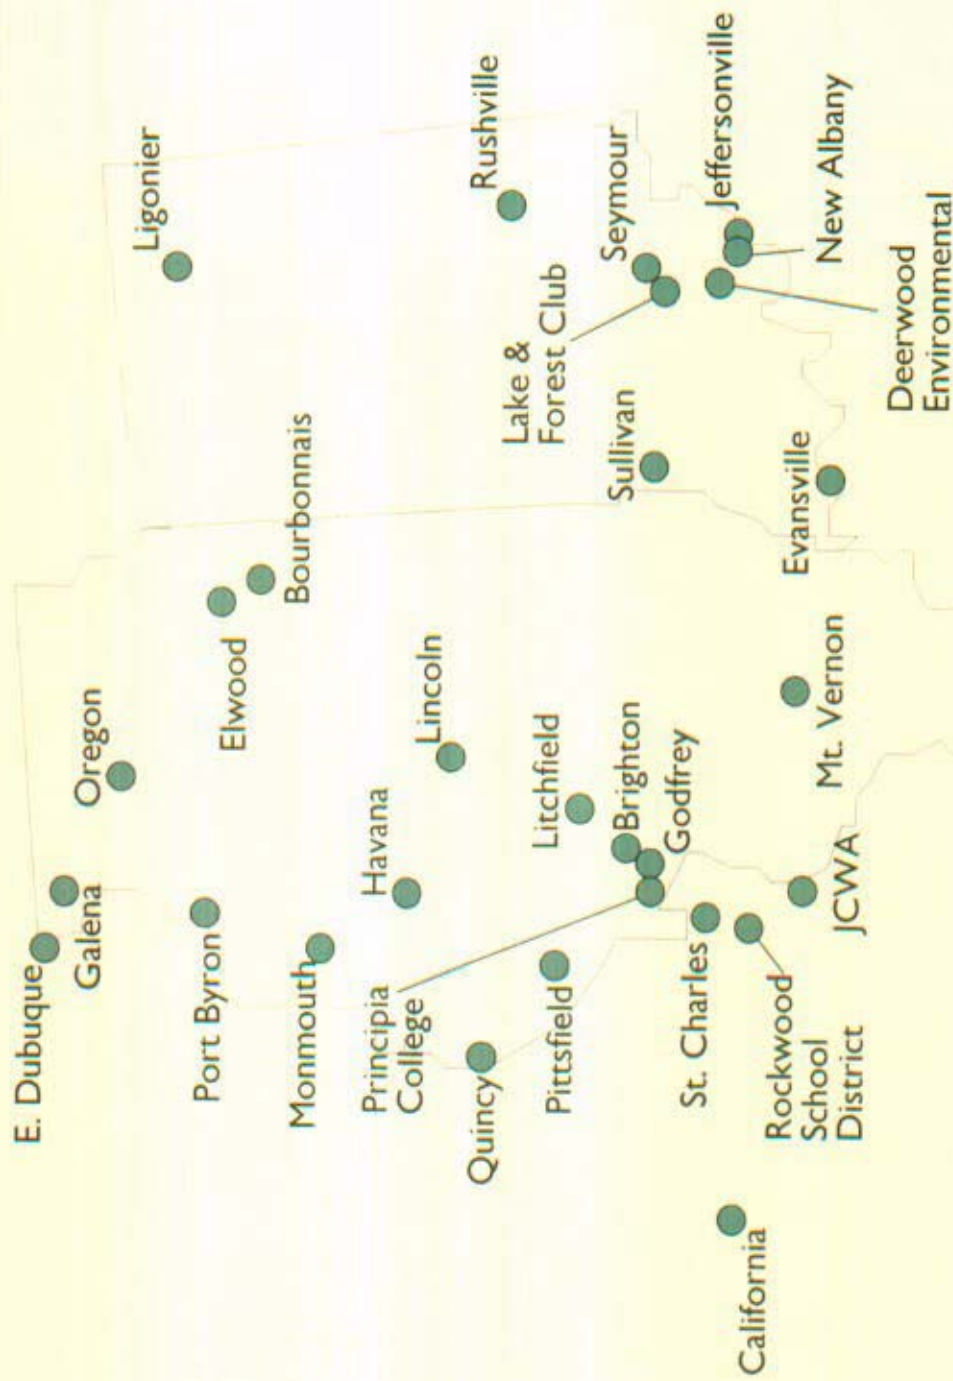 E. Dubuque
Galena
Oregon
Port Byron
Elwood
Bourbonnais
Ligonier
Monmouth
Havana
Lincoln
Principia
College
Quincy
Pittsfield
Litchfield
Brighton
Godfrey
Rushville
Lake &
Forest Club
Seymour
Sullivan
Jeffersonville
New Albany
Deerwood
Environmental
Evansville
St. Charles
Rockwood
School
District
JCWA
Mt. Vernon
California